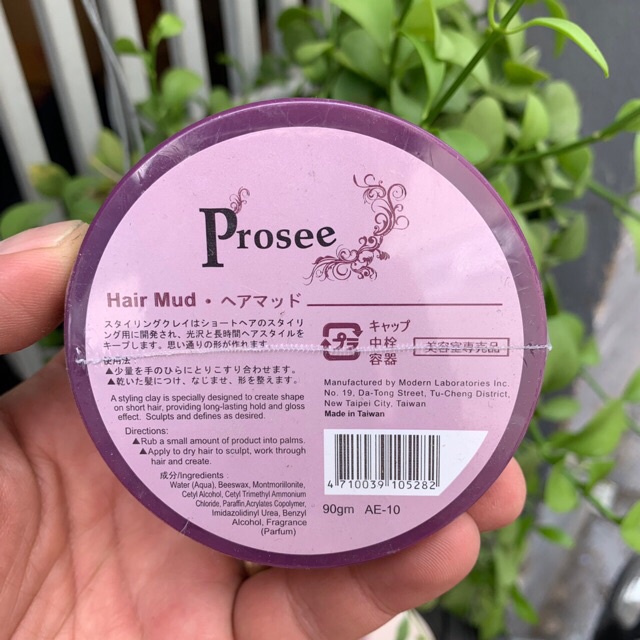 Prosee
Hair Mud • ヘアマッド
スタイリングクレイはショートヘアのスタイリ
ング用に開発され、光沢と長時間ヘアスタイルを
キープします。思い通りの形が作れます。
使用法:
▲少量を手のひらにとりこすり合わせます。
▲乾いた髪につけ、なじませ、形を整えます。
A styling clay is specially designed to create shape
on short hair, providing long-lasting hold and gloss
effect. Sculpts and defines as desired.
Directions:
▲Rub a small amount of product into palms.
▲Apply to dry hair to sculpt, work through
hair and create.
成分/Ingredients :
Water (Aqua), Beeswax, Montmorillonite,
Cetyl Alcohol, Cetyl Trimethyl Ammonium
Chloride, Paraffin,Acrylates Copolymer,
Imidazolidinyl Urea, Benzyl
Alcohol, Fragrance
(Parfum)
プラ
キャップ
中栓
容器
美容室専売品
Manufactured by Modern Laboratories Inc.
No. 19, Da-Tong Street, Tu-Cheng District,
New Taipei City, Taiwan
Made in Taiwan
4 710039 105282
90gm AE-10